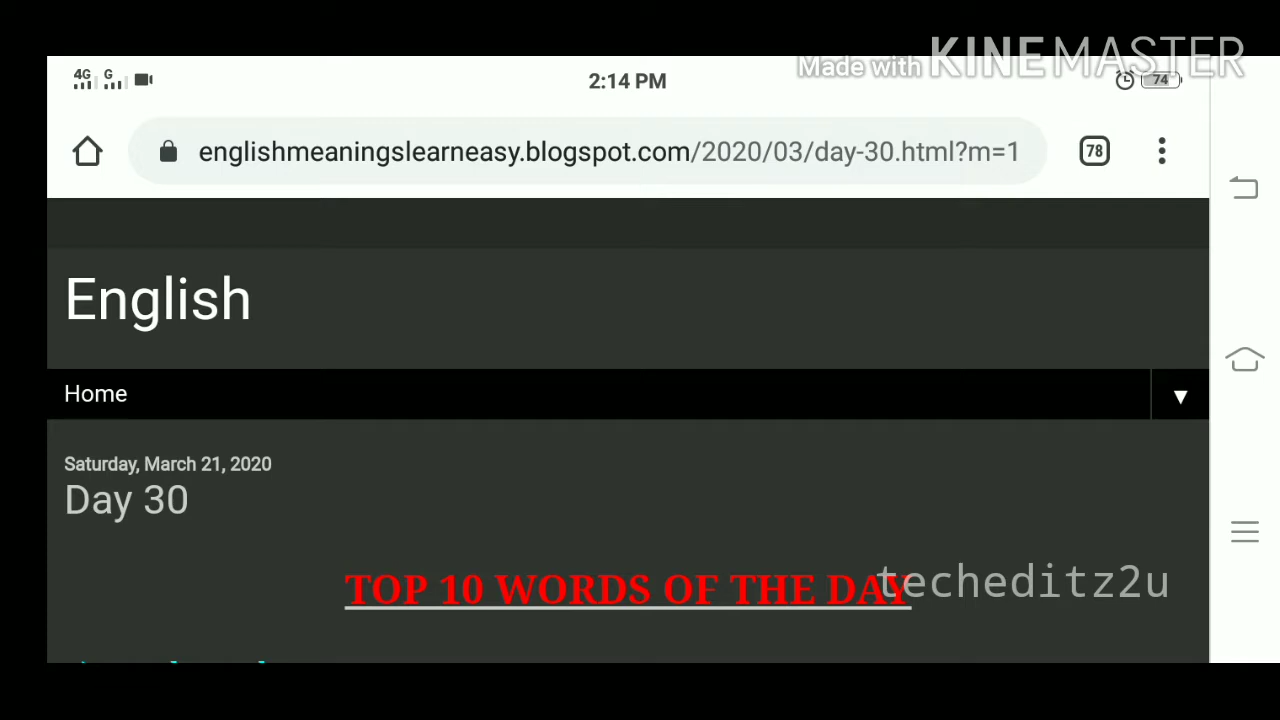 Made with KINEMASTER
4G G 2:14 PM 74
englishmeaningslearneasy.blogspot.com/2020/03/day-30.html?m=1 78
English
Home
Saturday, March 21, 2020
Day 30
TOP 10 WORDS OF THE DAY
techeditz2u